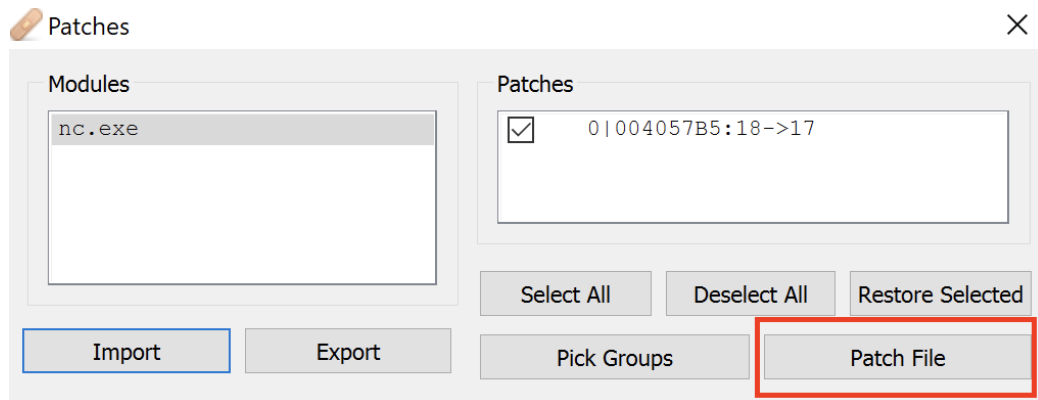 Patches
Modules
nc.exe
Patches
0|004057B5:18->17
Select All
Deselect All
Restore Selected
Import
Export
Pick Groups
Patch File